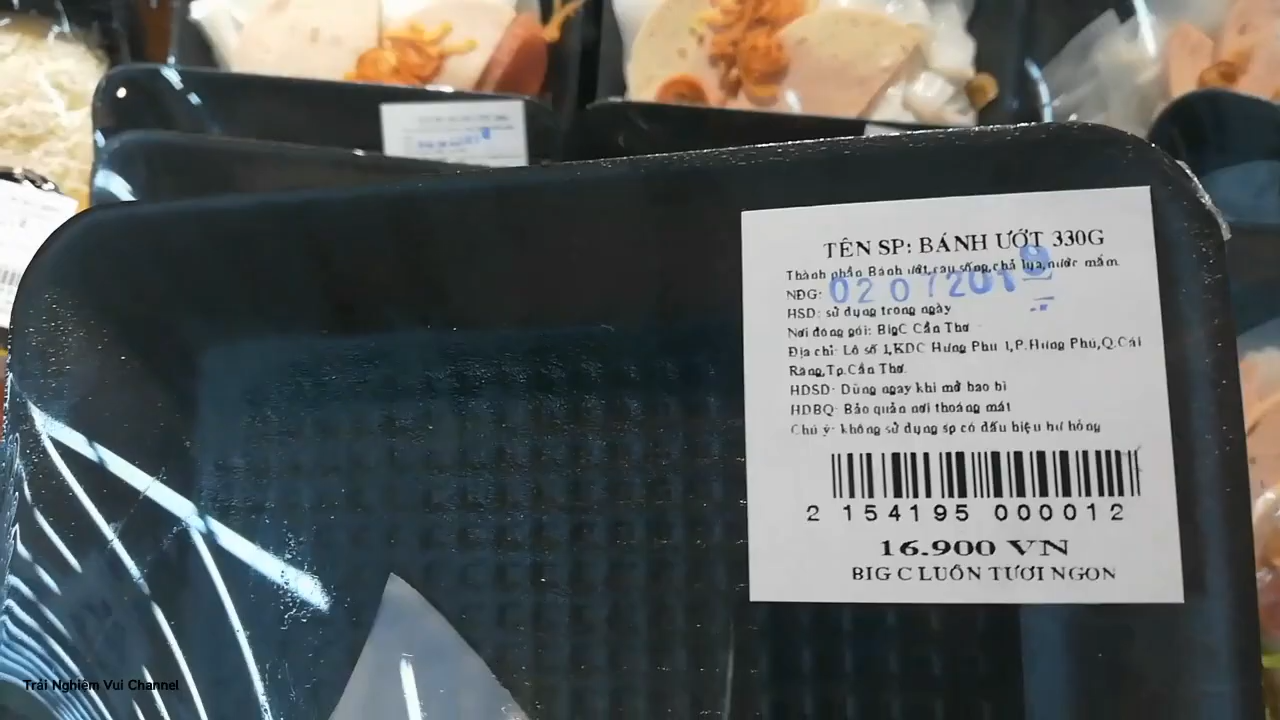 TÊN SP: BÁNH ƯỚT 330G
Thành phần Bánh ướt,rau sống,chả lụa,nước mắm
NĐG:
HSD: sử dụng trong ngày
Nơi đóng gói: BigC Cần Thơ
Địa chỉ: Lô số 1,KDC Hưng Phú 1,P.Hưng Phú,Q.Cái
Răng,Tp.Cần Thơ.
HDSD: Dùng ngay khi mở bao bì
HDBQ: Bảo quản nơi thoáng mát
Chú ý: không sử dụng sp có dấu hiệu hư hỏng
2 154195 000012
16.900 VN
BIG C LUÔN TƯƠI NGON
Trải Nghiệm Vui Channel